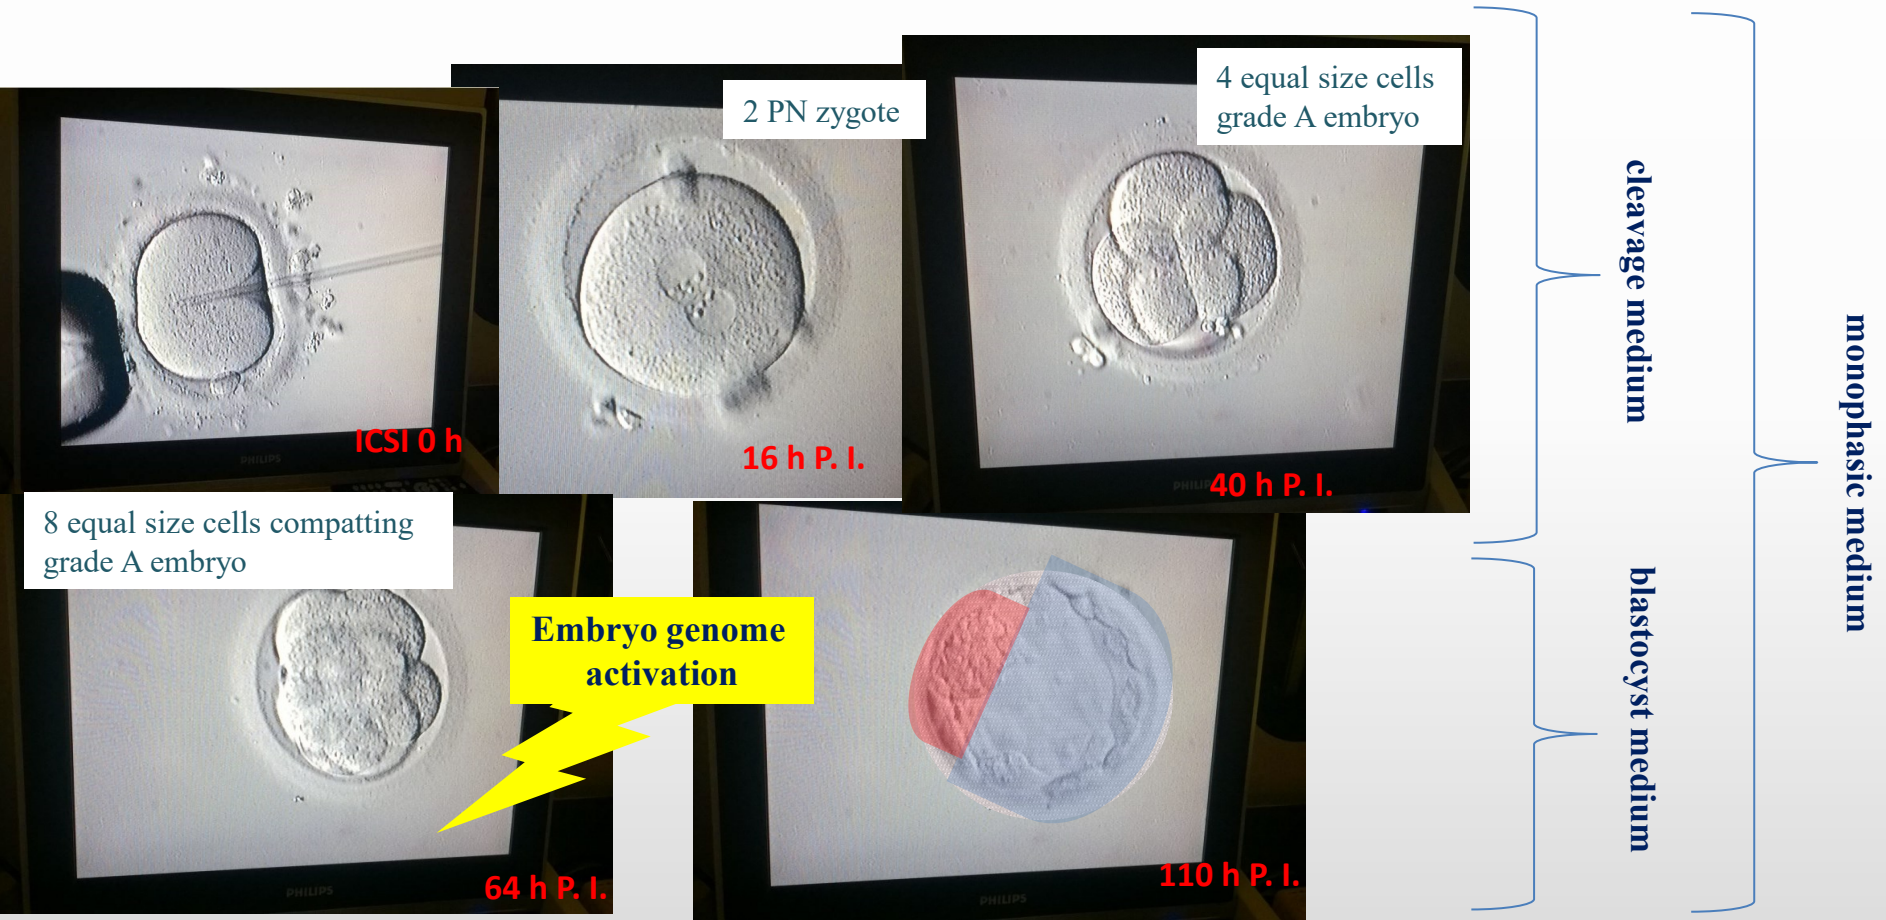 2 PN zygote
4 equal size cells
grade A embryo
ICSI 0 h
PHILIPS
16 h P. I.
40 h P. I.
PHILI
cleavage medium
monophasic medium
8 equal size cells compatting
grade A embryo
Embryo genome
activation
64 h P. I.
PHILIPS
110 h P. I.
PHILIPS
blastocyst medium